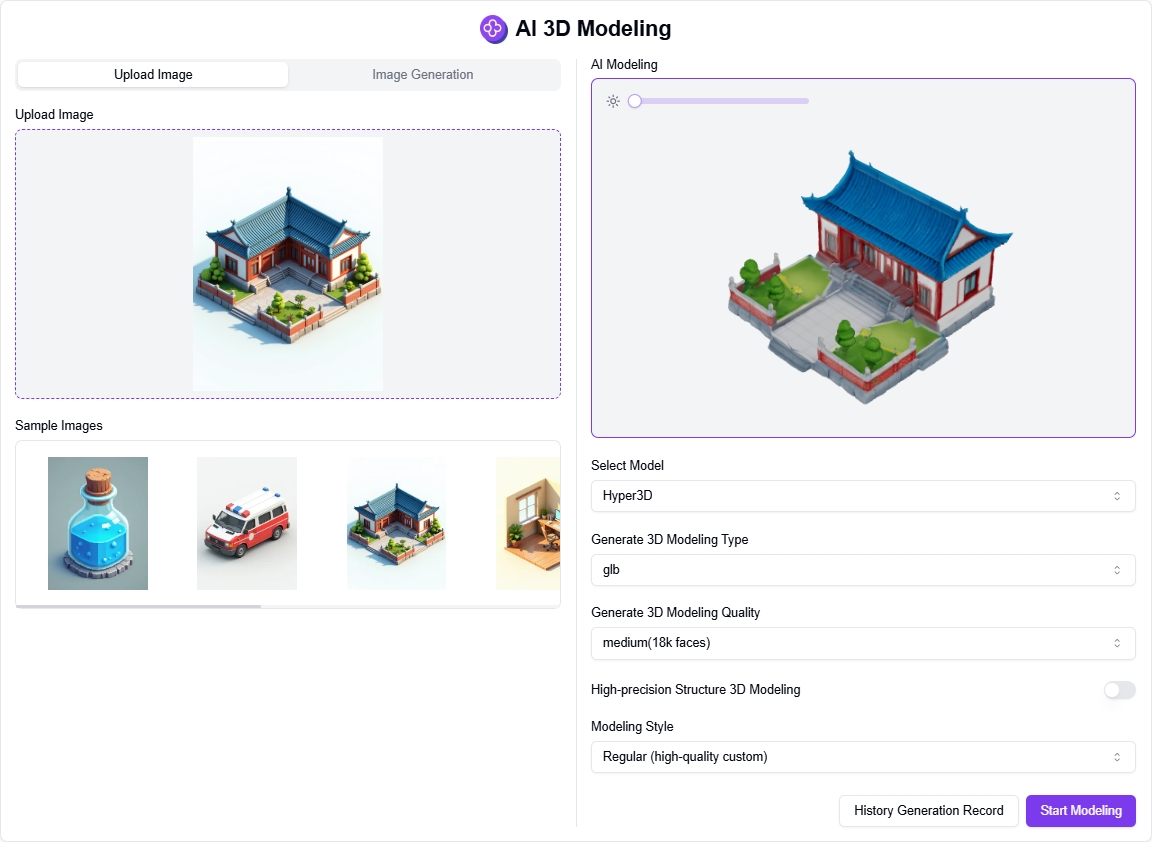 AI 3D Modeling
Upload Image
Image Generation
Upload Image
Sample Images
AI Modeling
Select Model
Hyper3D
Generate 3D Modeling Type
glb
Generate 3D Modeling Quality
medium(18k faces)
High-precision Structure 3D Modeling
Modeling Style
Regular (high-quality custom)
History Generation Record
Start Modeling